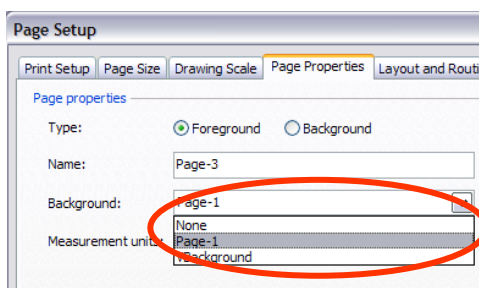 Page Setup
Print Setup Page Size Drawing Scale Page Properties Layout and Routi
Page properties
Type: Foreground Background
Name: Page-3
Background: Page-1
None
Measurement units: Page-1
VBackground